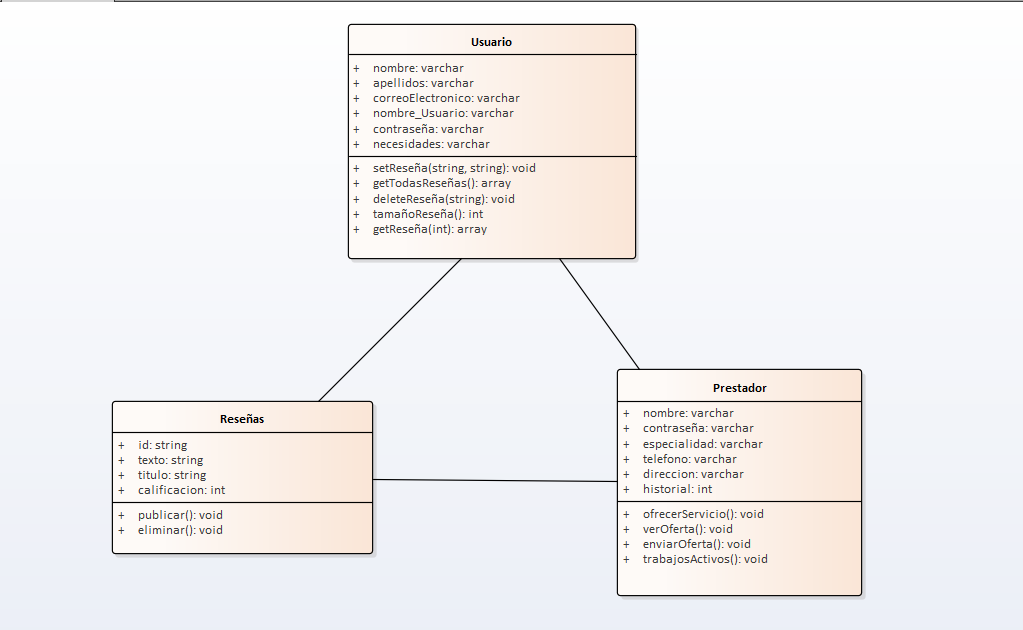 Usuario
+ nombre: varchar
+ apellidos: varchar
+ correoElectronico: varchar
+ nombre_Usuario: varchar
+ contraseña: varchar
+ necesidades: varchar
+ setReseña(string, string): void
+ getTodasReseñas(): array
+ deleteReseña(string): void
+ tamañoReseña(): int
+ getReseña(int): array
Reseñas
+ id: string
+ texto: string
+ titulo: string
+ calificacion: int
+ publicar(): void
+ eliminar(): void
Prestador
+ nombre: varchar
+ contraseña: varchar
+ especialidad: varchar
+ telefono: varchar
+ direccion: varchar
+ historial: int
+ ofrecerServicio(): void
+ verOferta(): void
+ enviarOferta(): void
+ trabajosActivos(): void